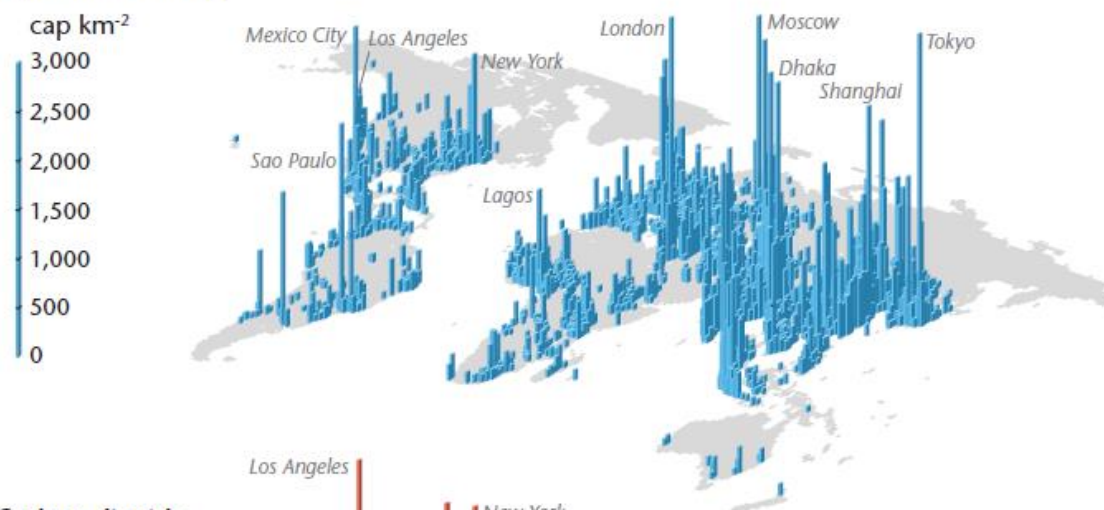 cap km-2
3,000
2,500
2,000
1,500
1,000
500
0
Mexico City
Los Angeles
New York
Sao Paulo
Lagos
London
Moscow
Dhaka
Shanghai
Tokyo
Los Angeles